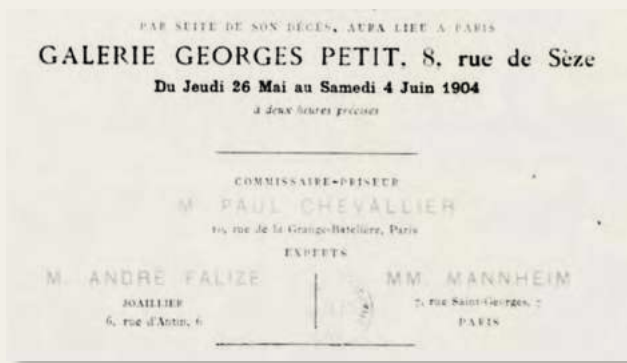 PAR SUITE DE SON DÉCÈS, AURA LIEU A PARIS
GALERIE GEORGES PETIT, 8, rue de Sèze
Du Jeudi 26 Mai au Samedi 4 Juin 1904
à deux heures précises
COMMISSAIRE-PRISEUR
M. PAUL CHEVALLIER
10, rue de la Grange-Batelière, Paris
EXPERTS
M. ANDRÉ FALIZE
JOAILLIER
6, rue d'Antin, 6
MM. MANNHEIM
7, rue Saint-Georges, 7
PARIS